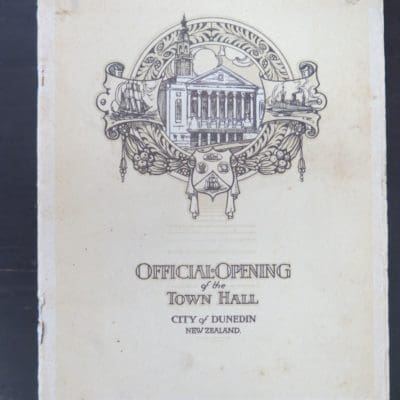 OFFICIAL·OPENING
of the
TOWN HALL
CITY of DUNEDIN
NEW ZEALAND.